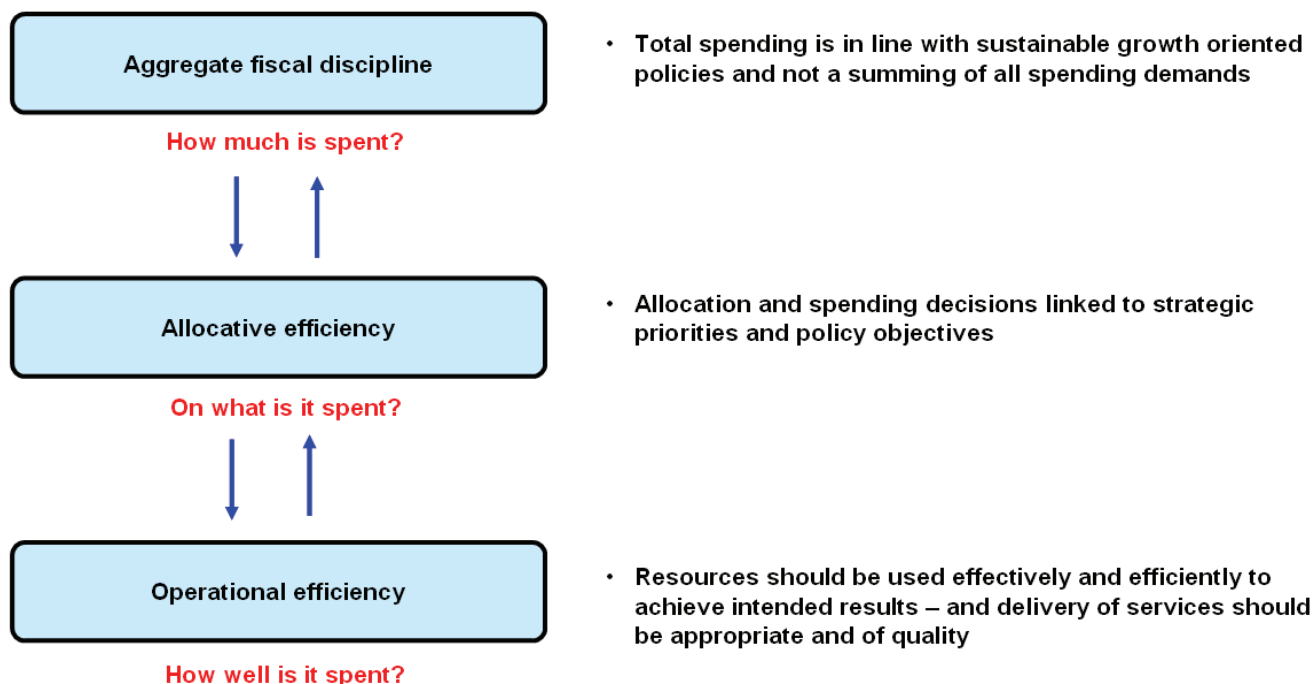 Aggregate fiscal discipline
• Total spending is in line with sustainable growth oriented
policies and not a summing of all spending demands
How much is spent?
Allocative efficiency
• Allocation and spending decisions linked to strategic
priorities and policy objectives
On what is it spent?
Operational efficiency
• Resources should be used effectively and efficiently to
achieve intended results – and delivery of services should
be appropriate and of quality
How well is it spent?